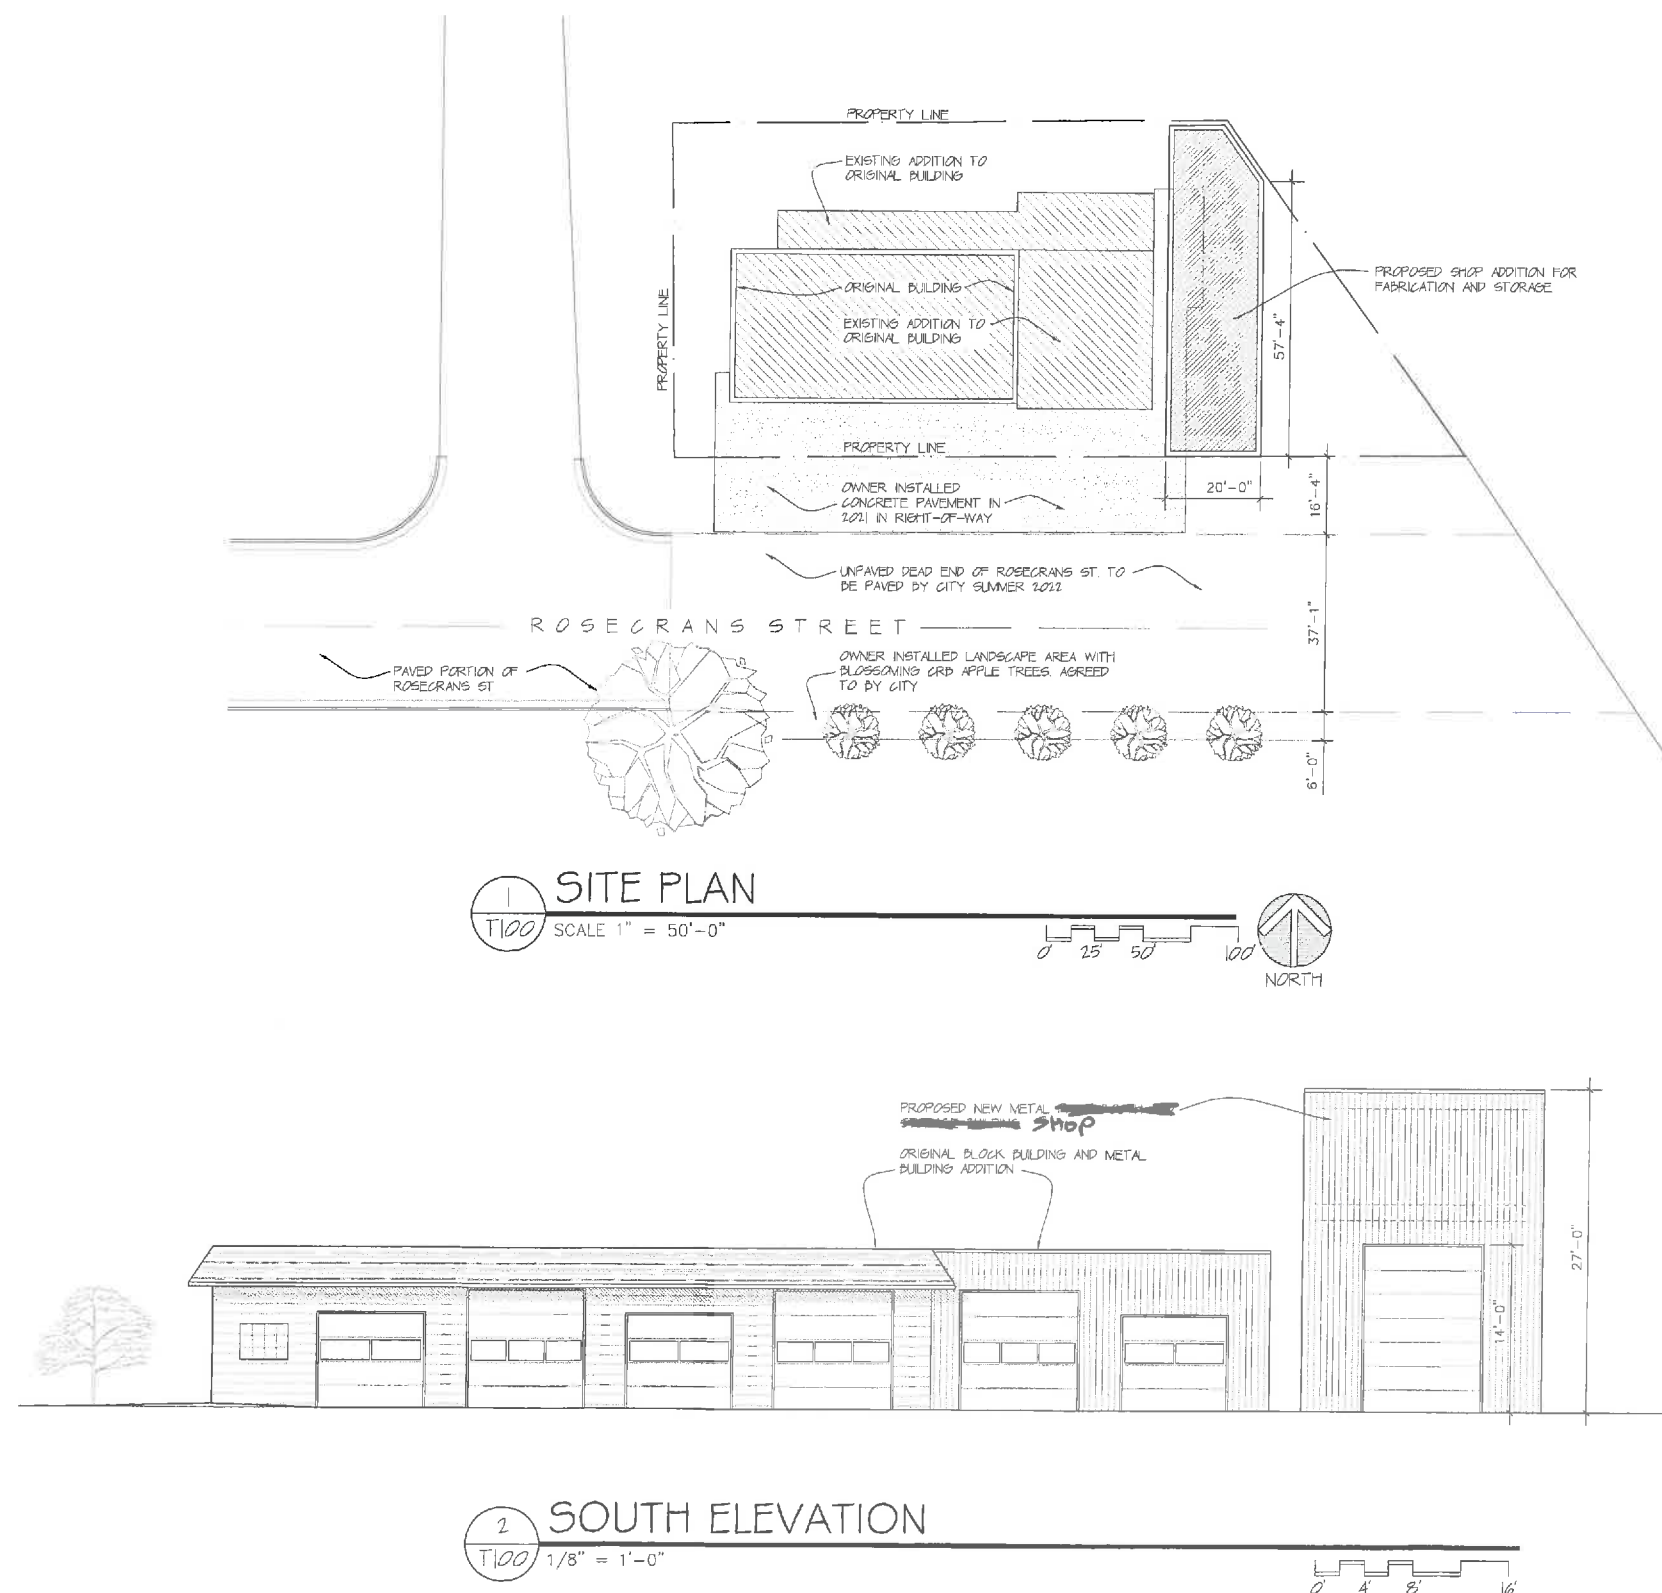 PROPERTY LINE
EXISTING ADDITION TO
ORIGINAL BUILDING
PROPOSED SHOP ADDITION FOR
FABRICATION AND STORAGE
ORIGINAL BUILDING
PROPERTY LINE
EXISTING ADDITION TO
ORIGINAL BUILDING
57'-4"
PROPERTY LINE
OWNER INSTALLED
CONCRETE PAVEMENT IN
2021 IN RIGHT-OF-WAY
20'-0"
16'-4"
UNPAVED DEAD END OF ROSECRANS ST. TO
BE PAVED BY CITY SUMMER 2022
ROSECRANS STREET
37'-1"
PAVED PORTION OF
ROSECRANS ST
OWNER INSTALLED LANDSCAPE AREA WITH
BLOSSOMING CRB APPLE TREES. AGREED
TO BY CITY
6'-0"
1
T100
SITE PLAN
SCALE 1" = 50'-0"
0' 25' 50' 100'
NORTH
PROPOSED NEW METAL
SHOP
ORIGINAL BLOCK BUILDING AND METAL
BUILDING ADDITION
27'-0"
14'-0"
2
T100
SOUTH ELEVATION
1/8" = 1'-0"
0' 4' 8' 16'